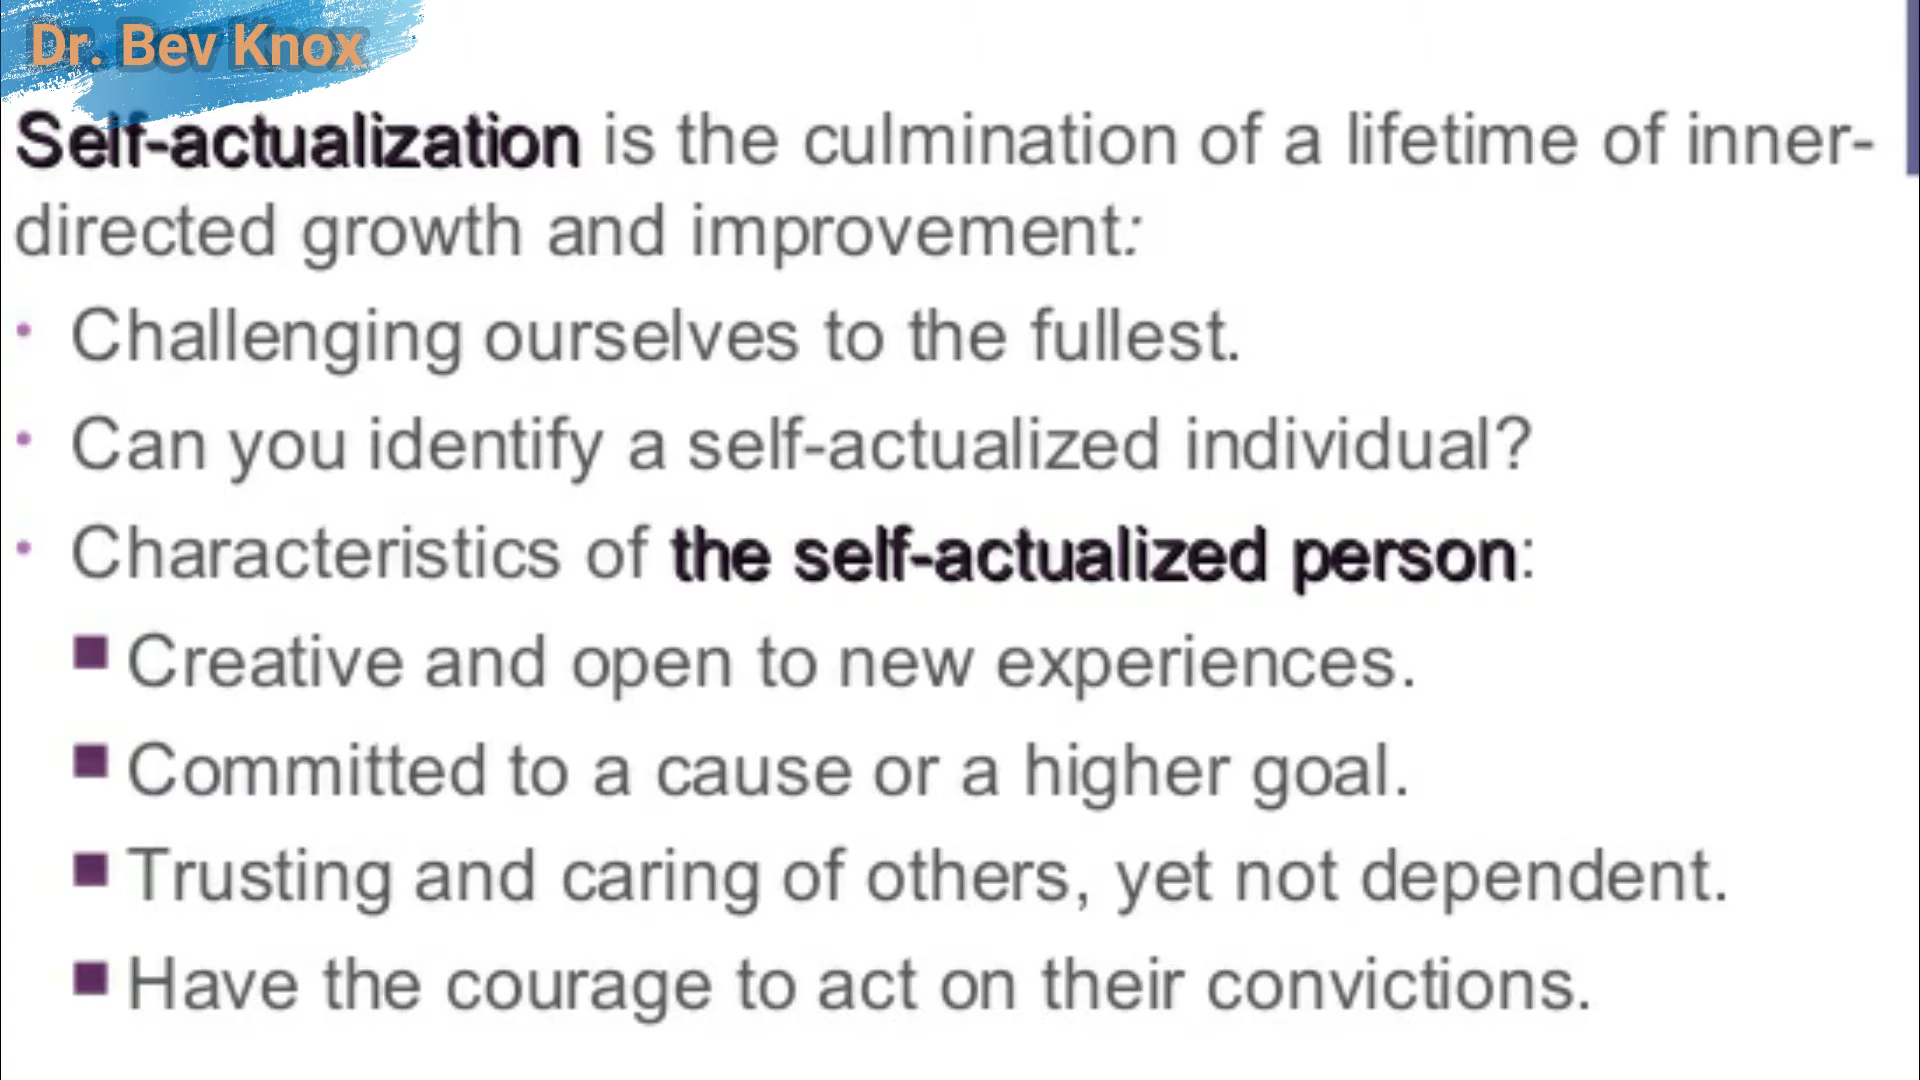 Dr. Bev Knox
Self-actualization is the culmination of a lifetime of inner-
directed growth and improvement:
• Challenging ourselves to the fullest.
• Can you identify a self-actualized individual?
• Characteristics of the self-actualized person:
■ Creative and open to new experiences.
■ Committed to a cause or a higher goal.
■ Trusting and caring of others, yet not dependent.
■ Have the courage to act on their convictions.